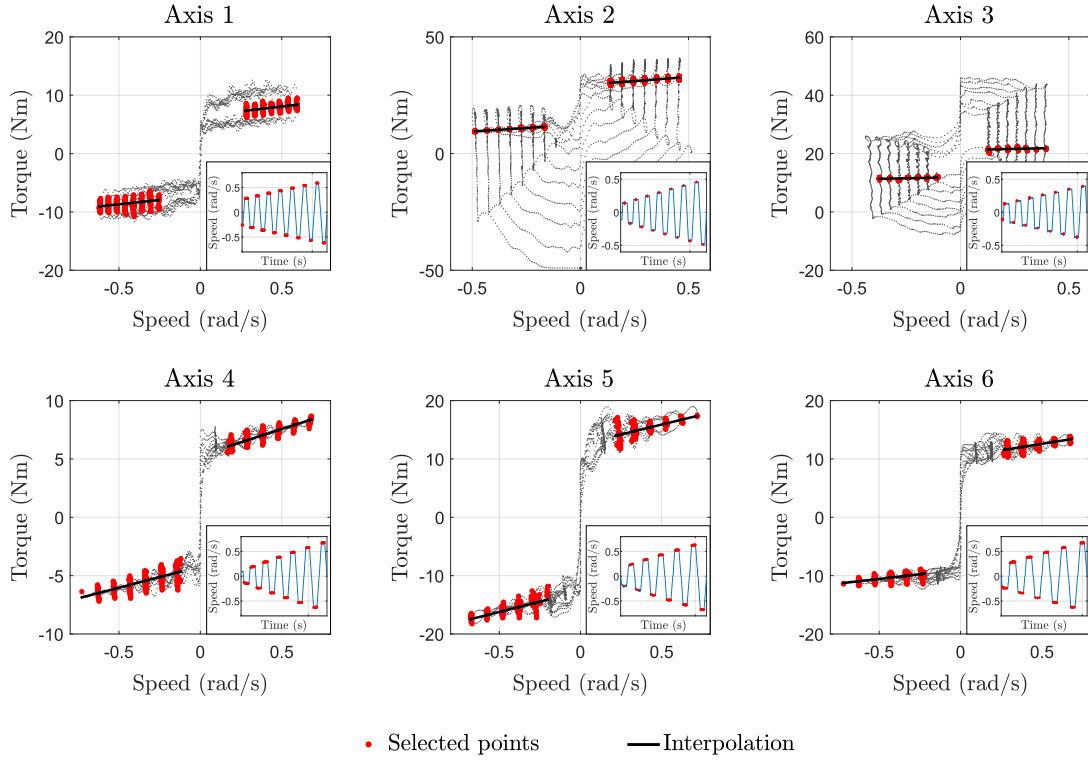 Axis 1
Axis 2
Axis 3
Torque (Nm)
20
10
0
-10
-20
-0.5
0
0.5
Speed (rad/s)
Speed (rad/s)
0.5
0
-0.5
Time (s)
Torque (Nm)
50
0
-50
-0.5
0
0.5
Speed (rad/s)
Speed (rad/s)
0.5
0
-0.5
Time (s)
Torque (Nm)
60
40
20
0
-20
-0.5
0
0.5
Speed (rad/s)
Speed (rad/s)
0.5
0
-0.5
Time (s)
Axis 4
Axis 5
Axis 6
Torque (Nm)
10
5
0
-5
-10
-0.5
0
0.5
Speed (rad/s)
Speed (rad/s)
0.5
0
-0.5
Time (s)
Torque (Nm)
20
10
0
-10
-20
-0.5
0
0.5
Speed (rad/s)
Speed (rad/s)
0.5
0
-0.5
Time (s)
Torque (Nm)
20
10
0
-10
-20
-0.5
0
0.5
Speed (rad/s)
Speed (rad/s)
0.5
0
-0.5
Time (s)
Selected points
Interpolation